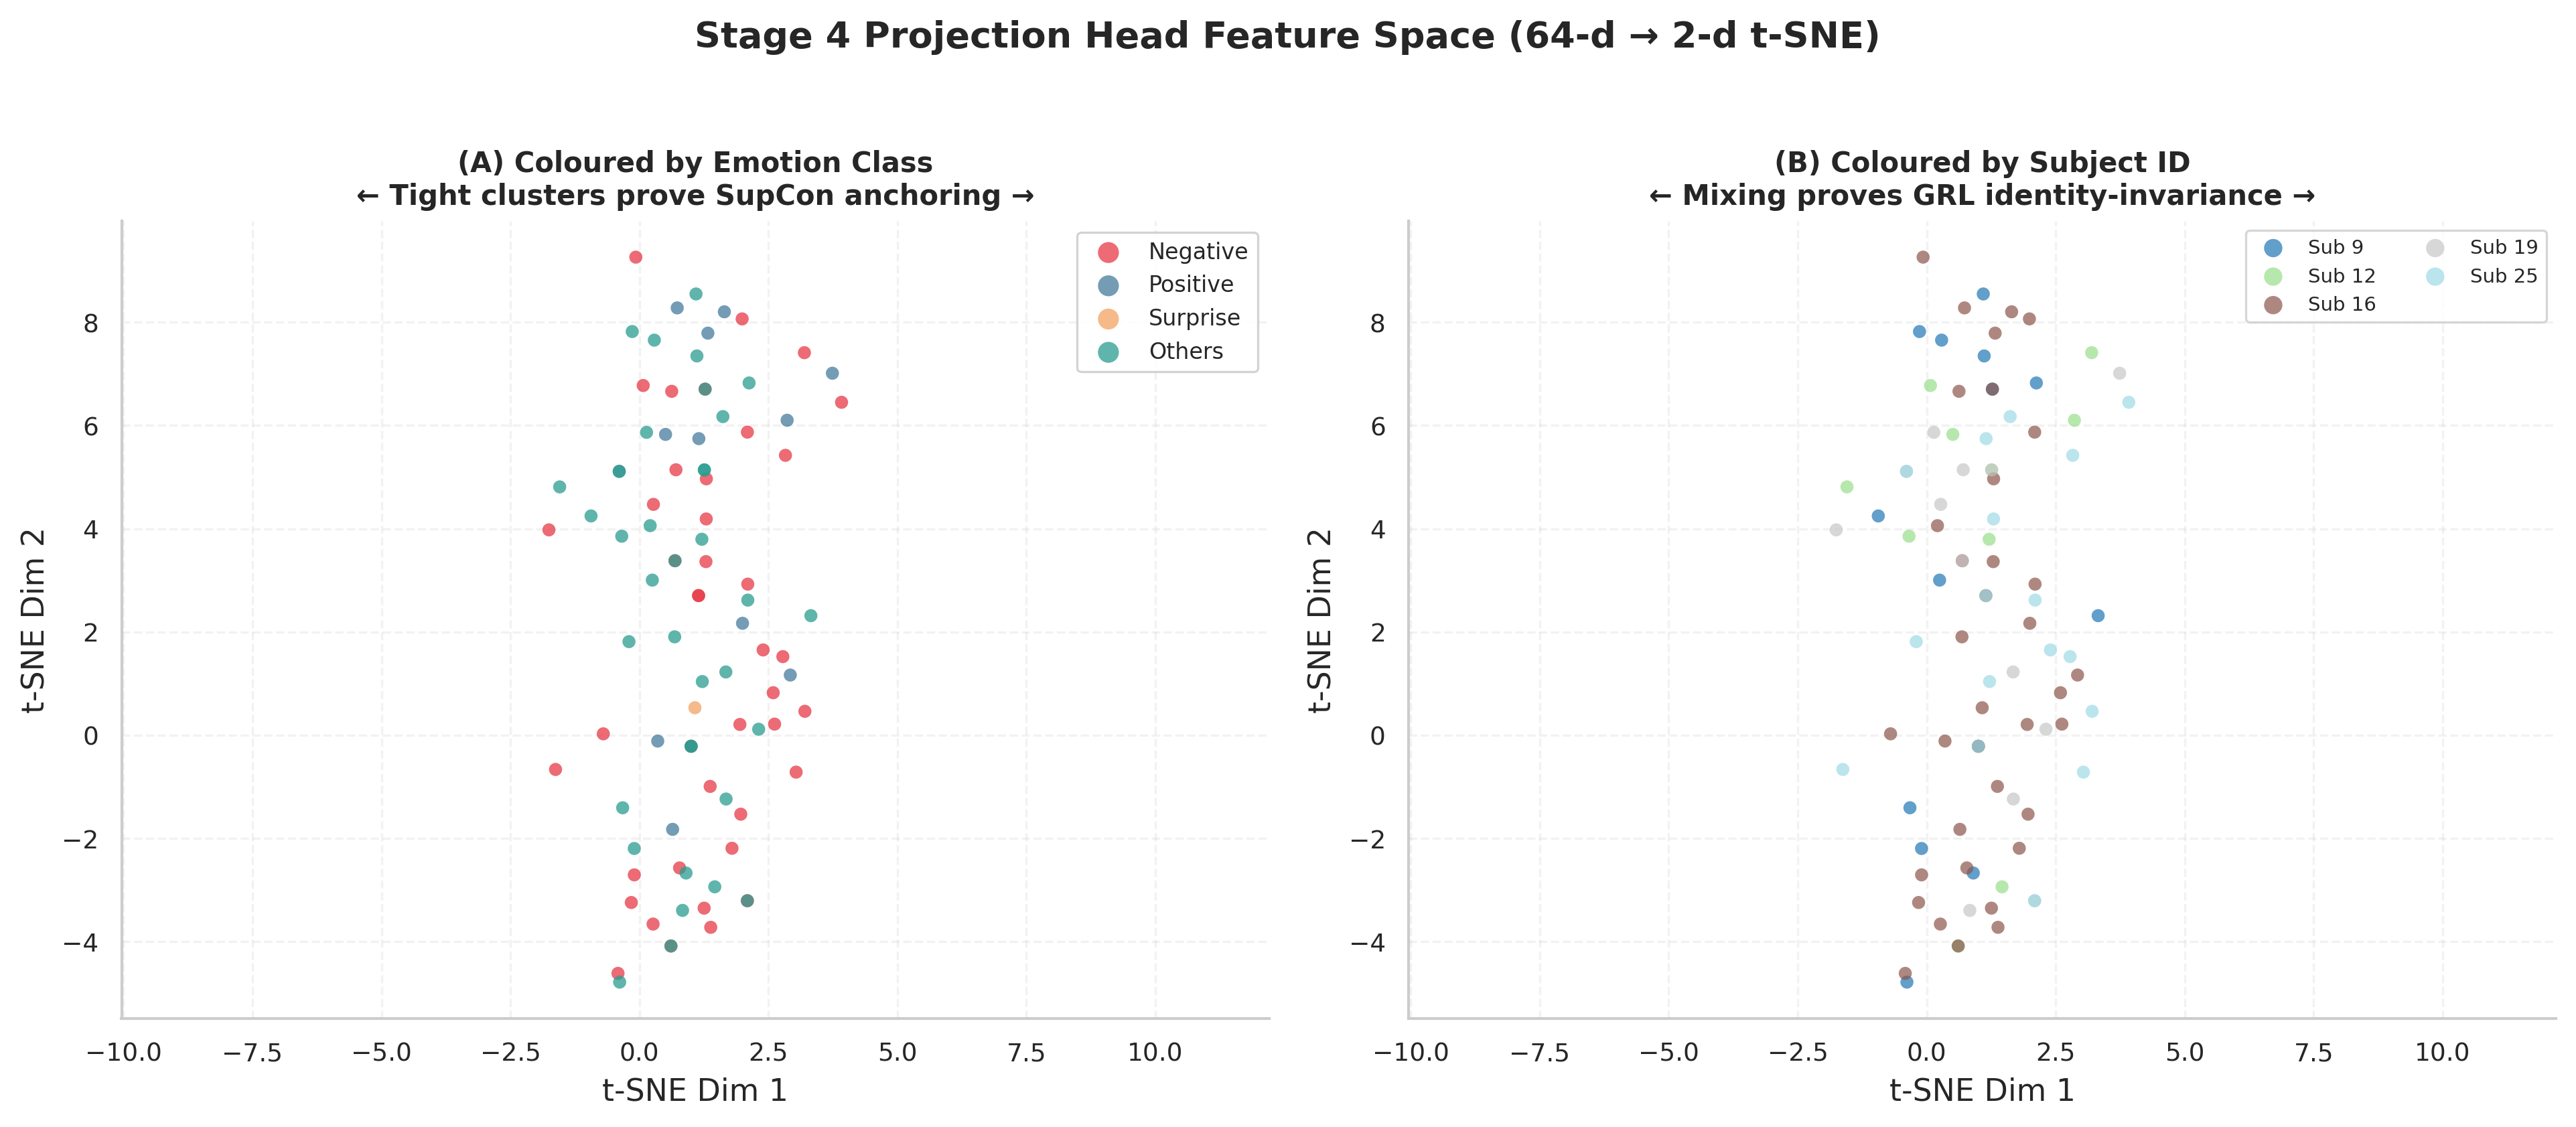 Stage 4 Projection Head Feature Space (64-d → 2-d t-SNE)
(A) Coloured by Emotion Class
← Tight clusters prove SupCon anchoring →
Negative
Positive
Surprise
Others
t-SNE Dim 2
8
6
4
2
0
−2
−4
−10.0 −7.5 −5.0 −2.5 0.0 2.5 5.0 7.5 10.0
t-SNE Dim 1
(B) Coloured by Subject ID
← Mixing proves GRL identity-invariance →
Sub 9 Sub 19
Sub 12 Sub 25
Sub 16
t-SNE Dim 2
8
6
4
2
0
−2
−4
−10.0 −7.5 −5.0 −2.5 0.0 2.5 5.0 7.5 10.0
t-SNE Dim 1